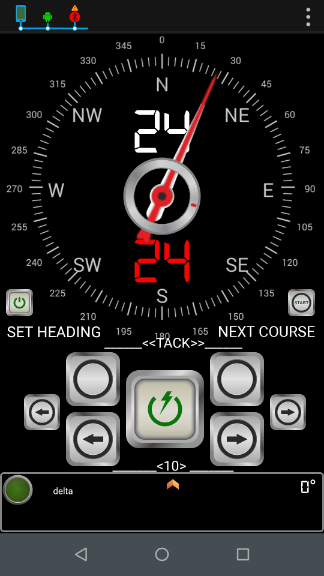 345 0 15
330 30
315 N 45
NW NE
300 24 60
285 75
270 W E 90
255 105
24
240 SW SE 120
S
225 START 135
210 195 180 165 150
SET HEADING NEXT COURSE
<<TACK>>
<10>
delta 0°